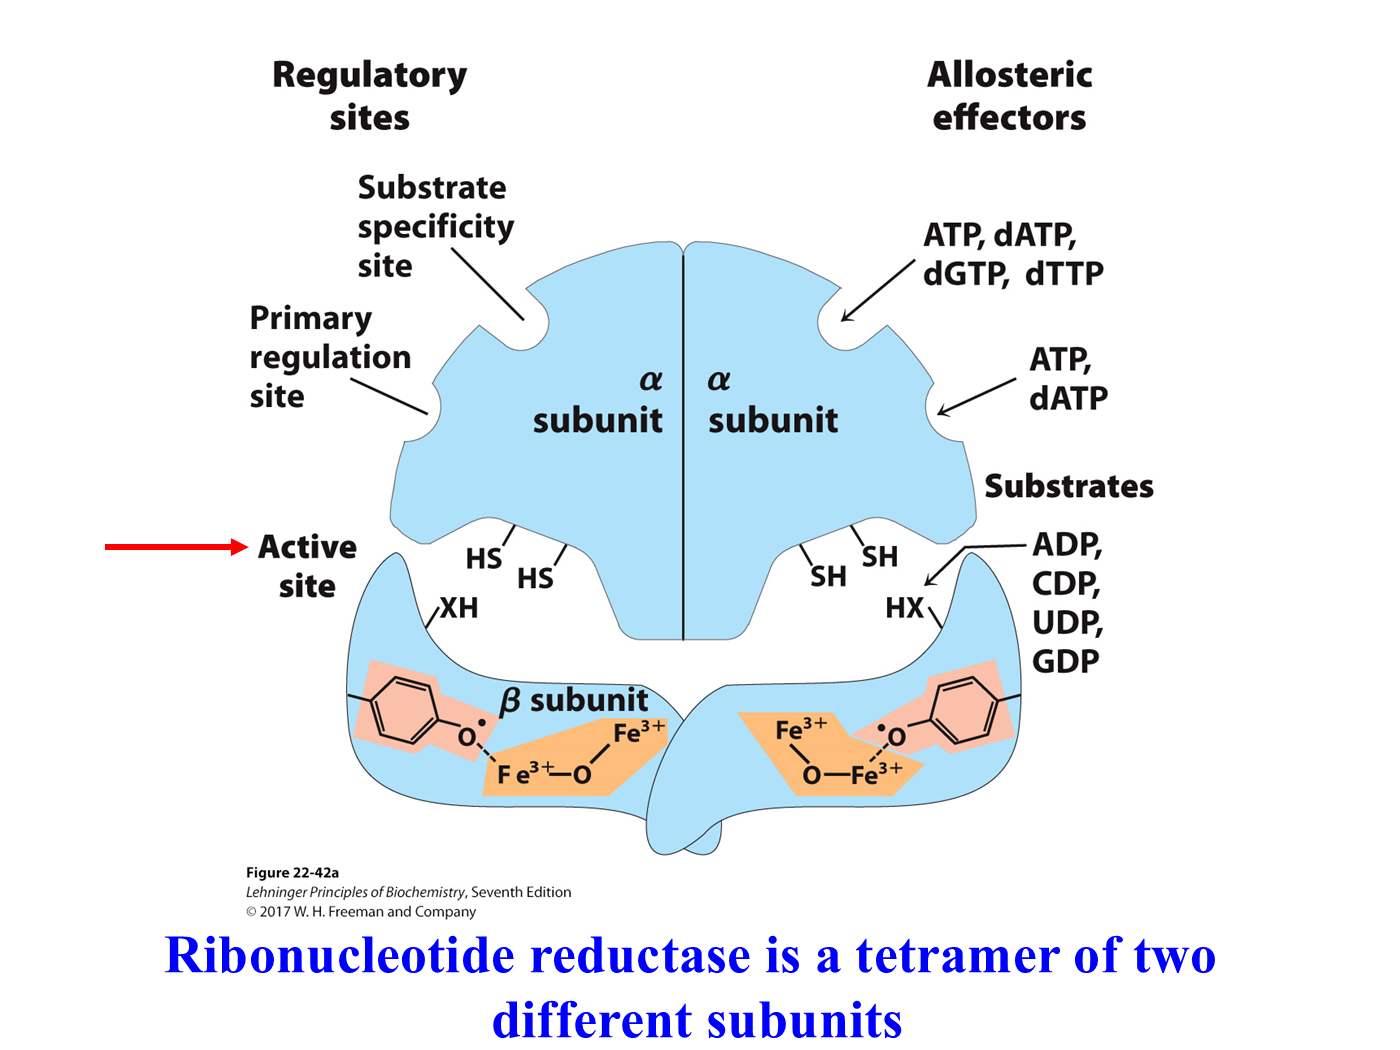 Regulatory
sites
Allosteric
effectors
Substrate
specificity
site
ATP, dATP,
dGTP, dTTP
Primary
regulation
site
ATP,
dATP
α
subunit
α
subunit
Substrates
Active
site
HS
HS
XH
SH
SH
HX
ADP,
CDP,
UDP,
GDP
β subunit
O•
Fe³⁺—O
Fe³⁺
Fe³⁺
O—Fe³⁺
•O
Figure 22-42a
Lehninger Principles of Biochemistry, Seventh Edition
© 2017 W. H. Freeman and Company
Ribonucleotide reductase is a tetramer of two
different subunits